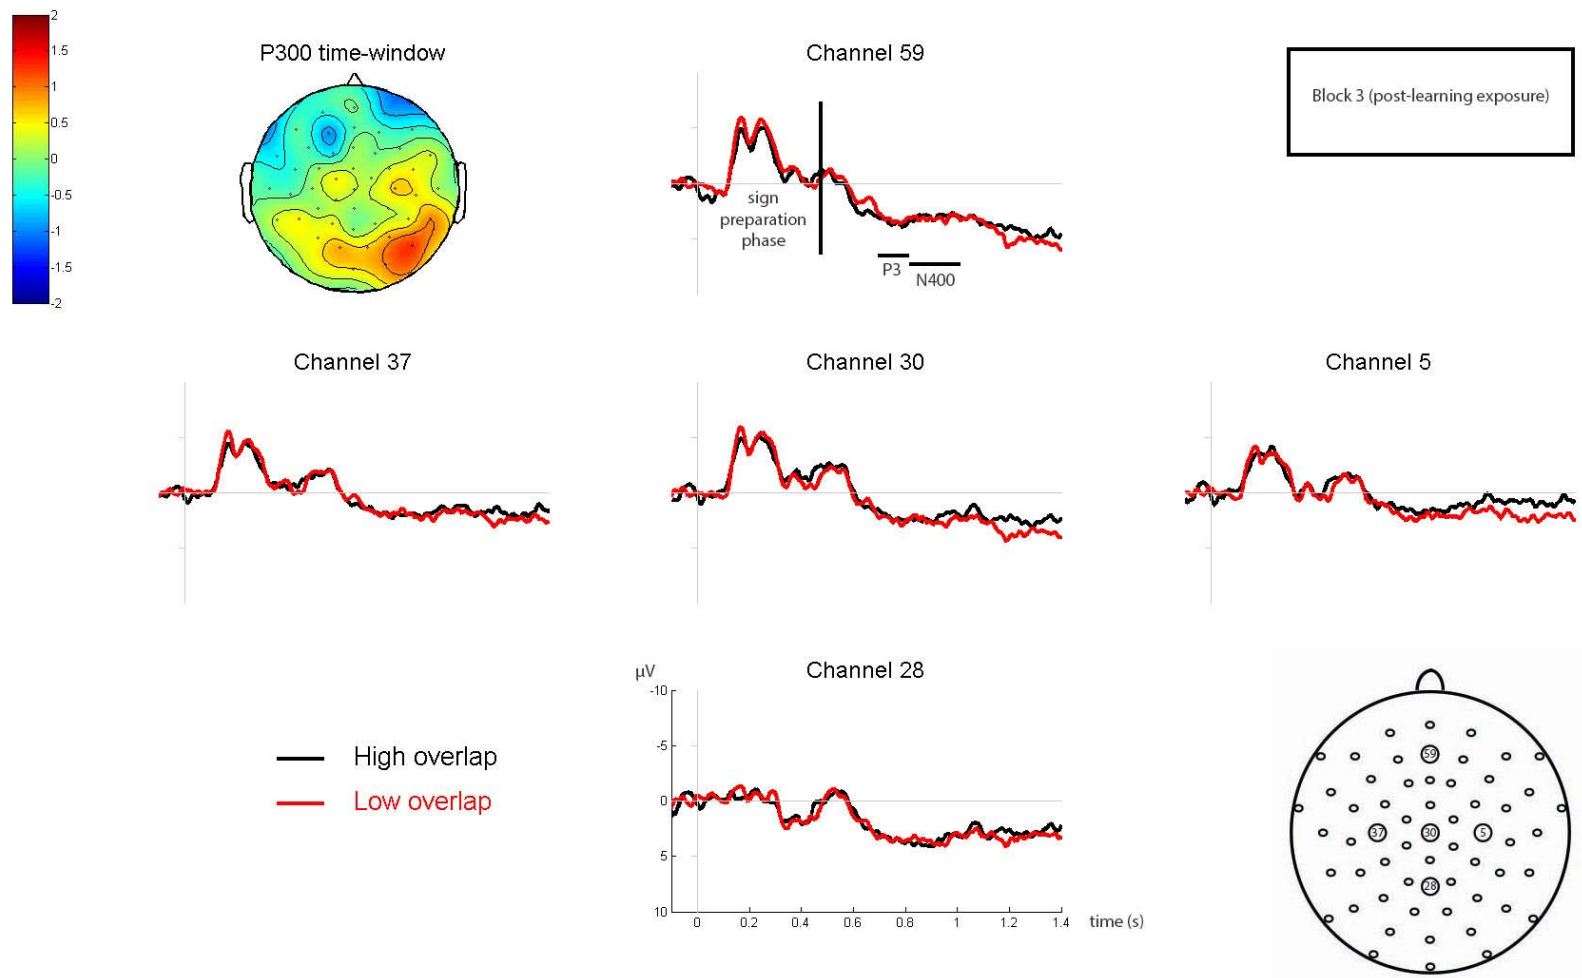 2
1.5
1
0.5
0
-0.5
-1
-1.5
-2
P300 time-window
Channel 59
sign
preparation
phase
P3
N400
Block 3 (post-learning exposure)
Channel 37
Channel 30
Channel 5
High overlap
Low overlap
Channel 28
µV
-10
-5
0
5
10
0 0.2 0.4 0.6 0.8 1 1.2 1.4
time (s)
59
37 30 5
28